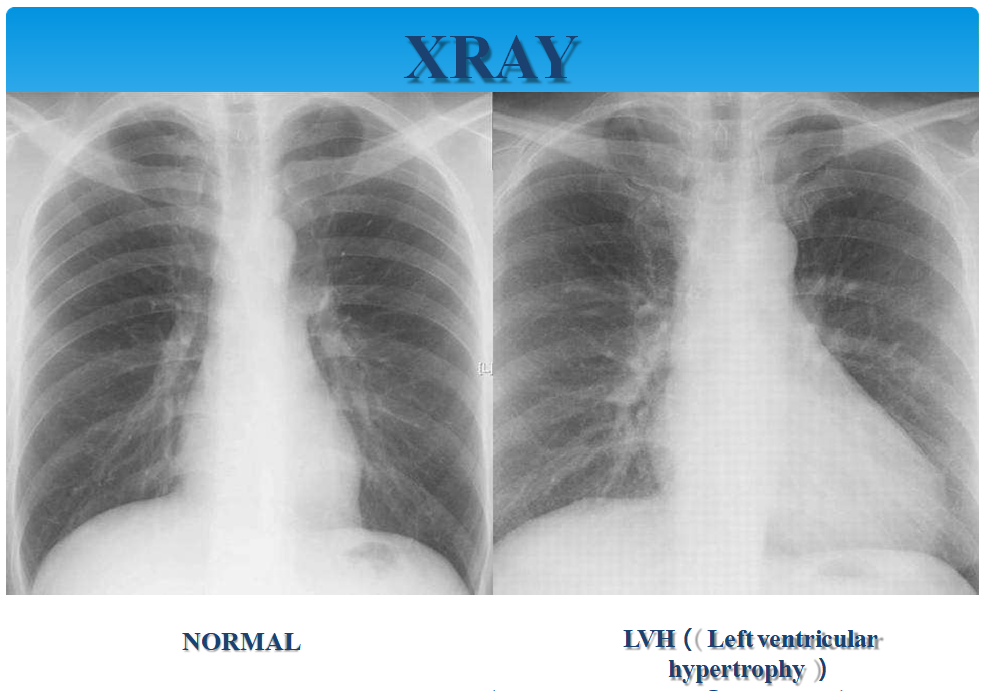 XRAY
[L]
NORMAL
LVH ( Left ventricular
hypertrophy )